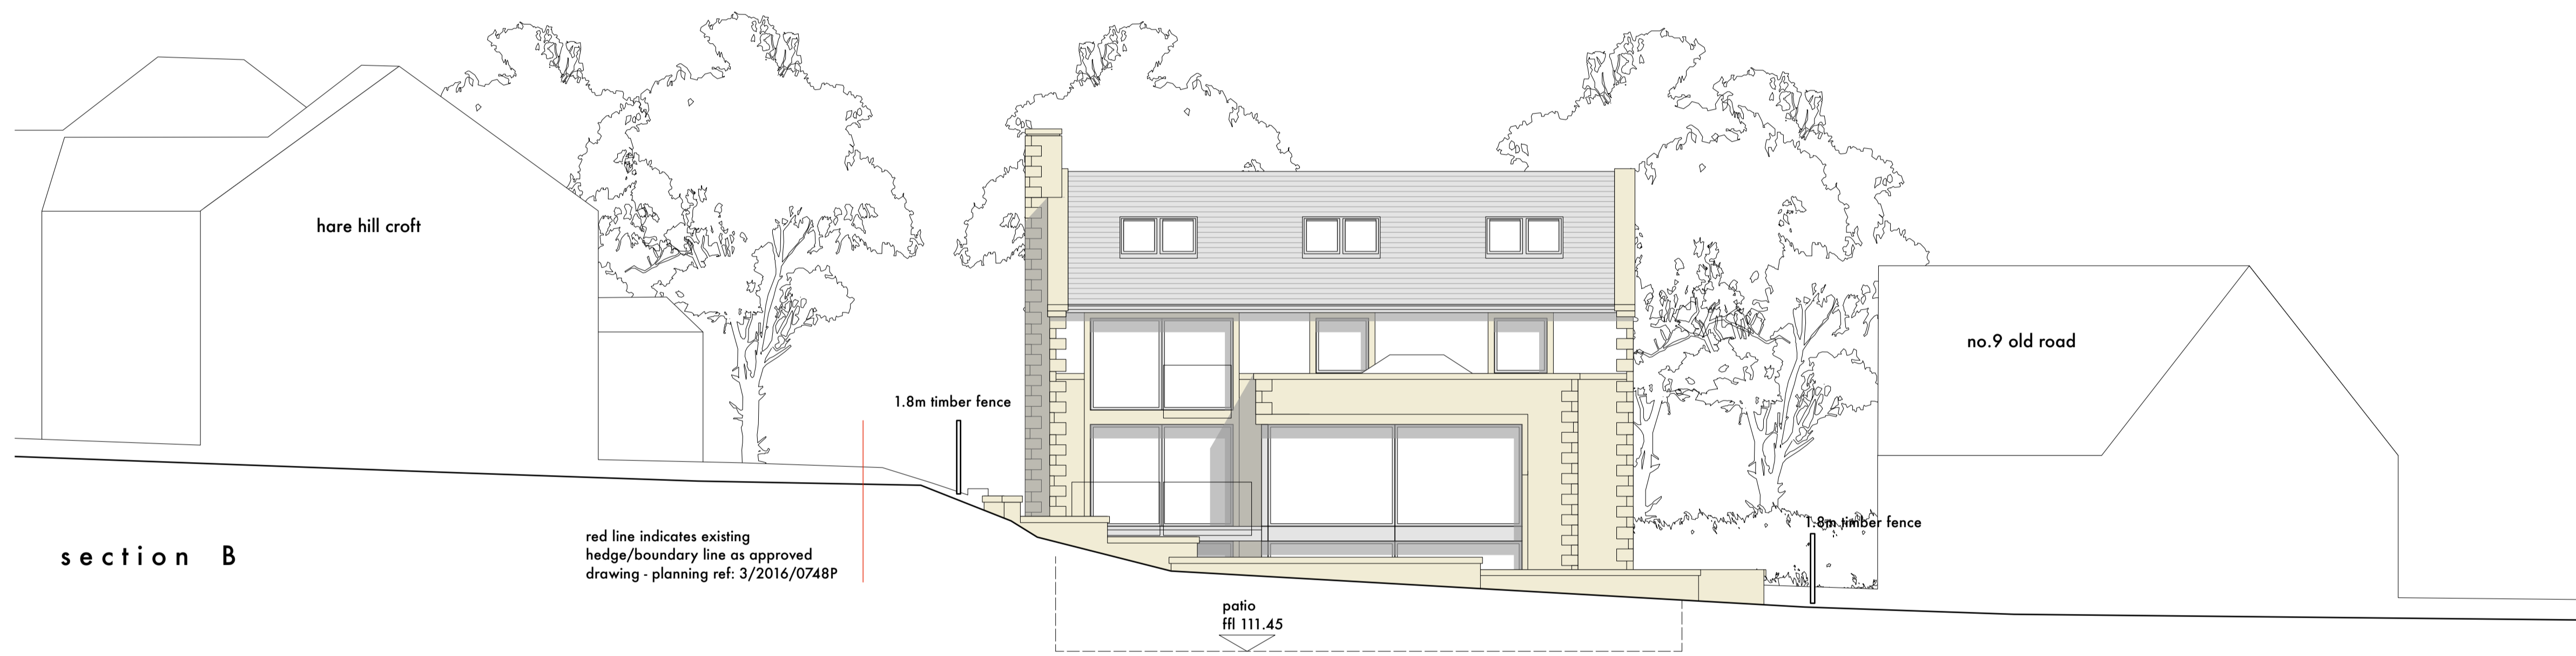 hare hill croft
no.9 old road
1.8m timber fence
1.8m timber fence
red line indicates existing
hedge/boundary line as approved
drawing - planning ref: 3/2016/0748P
section B
patio
ffl 111.45